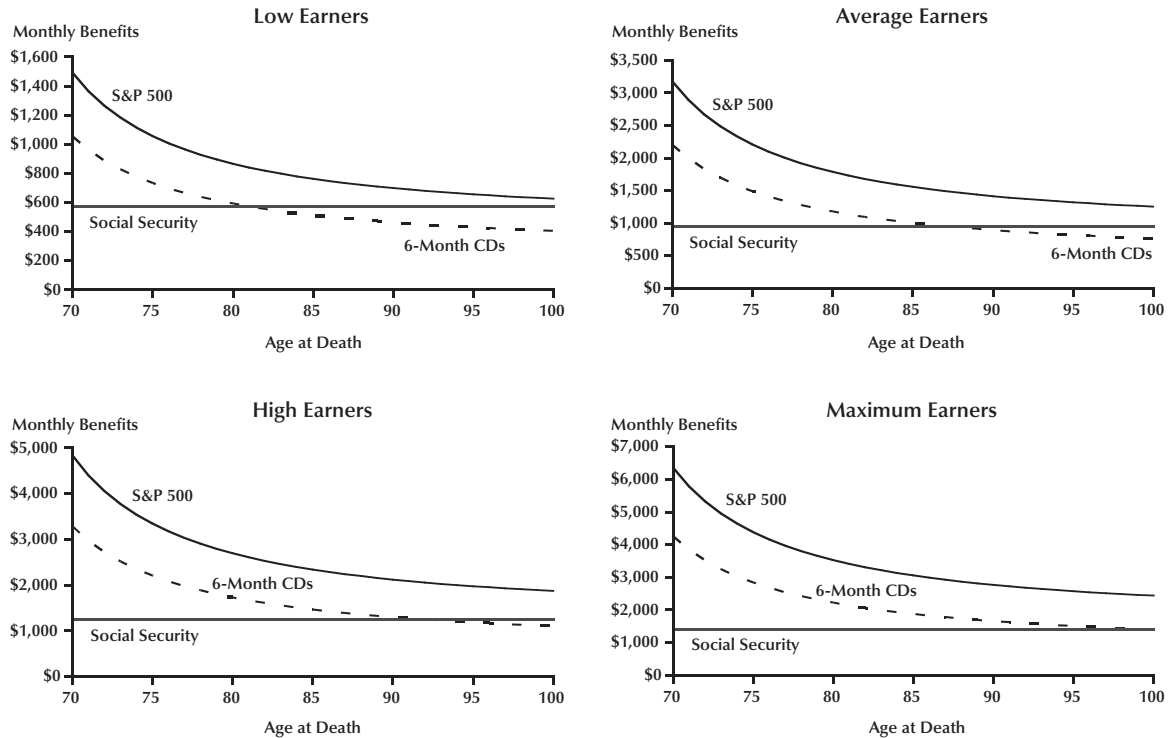 Low Earners
Monthly Benefits
$1,600
$1,400
$1,200
$1,000
$800
$600
$400
$200
$0
S&P 500
Social Security
6-Month CDs
70 75 80 85 90 95 100
Age at Death
Average Earners
Monthly Benefits
$3,500
$3,000
$2,500
$2,000
$1,500
$1,000
$500
$0
S&P 500
Social Security
6-Month CDs
70 75 80 85 90 95 100
Age at Death
High Earners
Monthly Benefits
$5,000
$4,000
$3,000
$2,000
$1,000
$0
S&P 500
6-Month CDs
Social Security
70 75 80 85 90 95 100
Age at Death
Maximum Earners
Monthly Benefits
$7,000
$6,000
$5,000
$4,000
$3,000
$2,000
$1,000
$0
S&P 500
6-Month CDs
Social Security
70 75 80 85 90 95 100
Age at Death